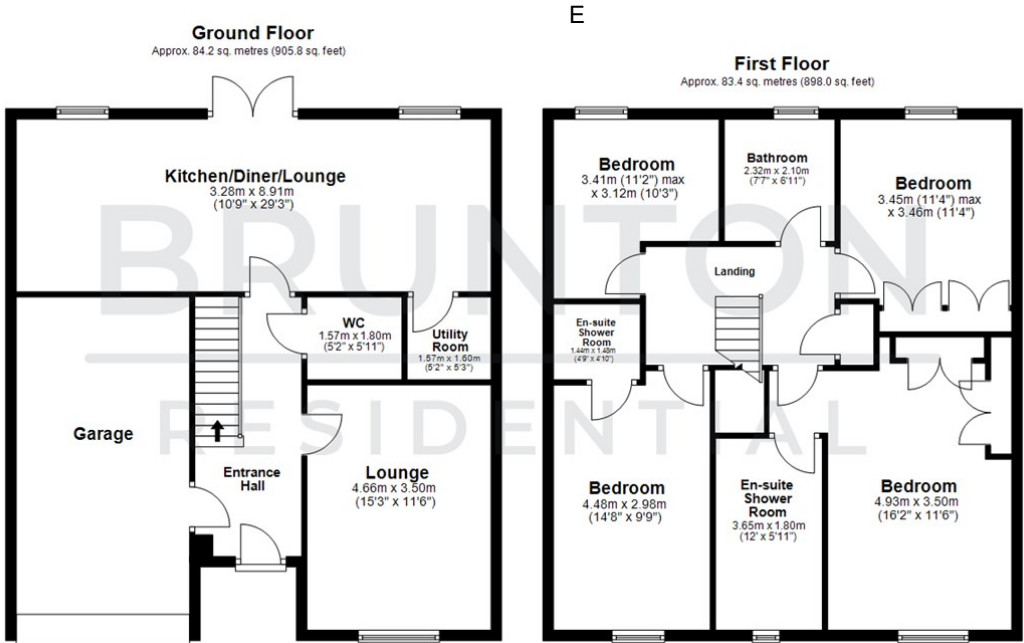 E
Ground Floor
Approx. 84.2 sq. metres (905.8 sq. feet)
Kitchen/Diner/Lounge
3.28m x 8.91m
(10'9" x 29'3")
WC
1.57m x 1.80m
(5'2" x 5'11")
Utility
Room
1.57m x 1.60m
(5'2" x 5'3")
Garage
Entrance
Hall
Lounge
4.66m x 3.50m
(15'3" x 11'6")
First Floor
Approx. 83.4 sq. metres (898.0 sq. feet)
Bedroom
3.41m (11'2") max
x 3.12m (10'3")
Bathroom
2.32m x 2.10m
(7'7" x 6'11")
Bedroom
3.45m (11'4") max
x 3.46m (11'4")
Landing
En-suite
Shower
Room
1.44m x 1.48m
(4'9" x 4'10")
Bedroom
4.48m x 2.98m
(14'8" x 9'9")
En-suite
Shower
Room
3.65m x 1.80m
(12' x 5'11")
Bedroom
4.93m x 3.50m
(16'2" x 11'6")
BRUNTON
RESIDENTIAL